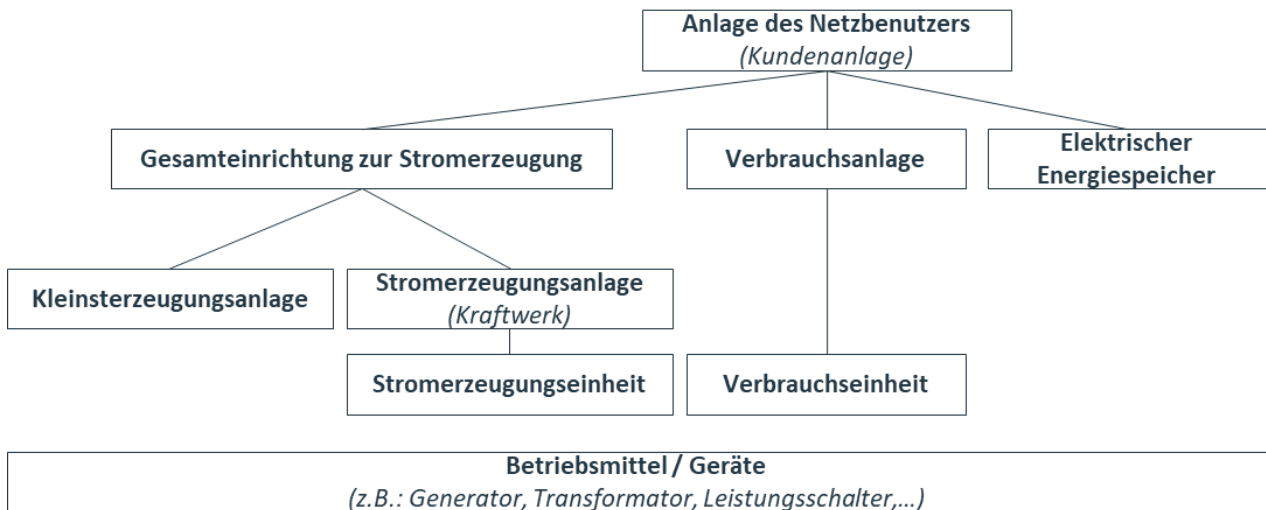 Anlage des Netzbenutzers
(Kundenanlage)
Gesamteinrichtung zur Stromerzeugung
Verbrauchsanlage
Elektrischer
Energiespeicher
Kleinsterzeugungsanlage
Stromerzeugungsanlage
(Kraftwerk)
Stromerzeugungseinheit
Verbrauchseinheit
Betriebsmittel / Geräte
(z.B.: Generator, Transformator, Leistungsschalter,...)